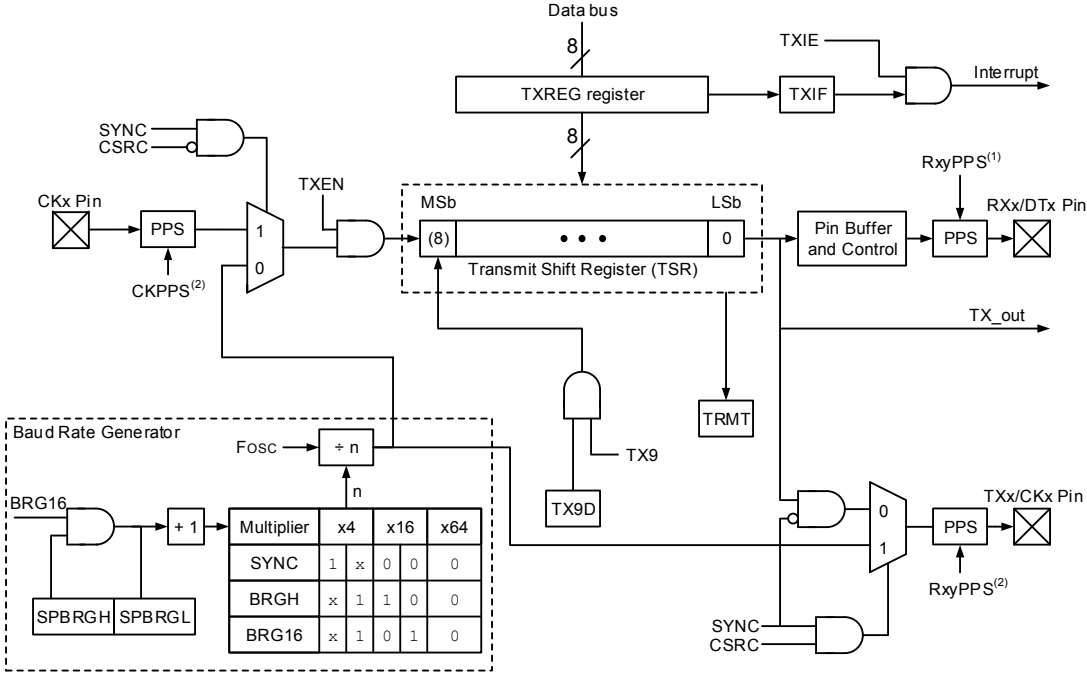 Data bus
8
TXIE
TXREG register
TXIF
Interrupt
8
SYNC
CSRC
RxyPPS(1)
TXEN
CKx Pin
MSb
LSb
RXx/DTx Pin
PPS
1
(8)
• • •
0
Pin Buffer
and Control
PPS
0
Transmit Shift Register (TSR)
CKPPS(2)
TX_out
TRMT
Baud Rate Generator
FOSC
÷ n
TX9
n
TX9D
BRG16
TXx/CKx Pin
0
+ 1
Multiplier x4 x16 x64
PPS
1
SYNC 1 x 0 0 0
BRGH x 1 1 0 0
RxyPPS(2)
SPBRGH SPBRGL
BRG16 x 1 0 1 0
SYNC
CSRC